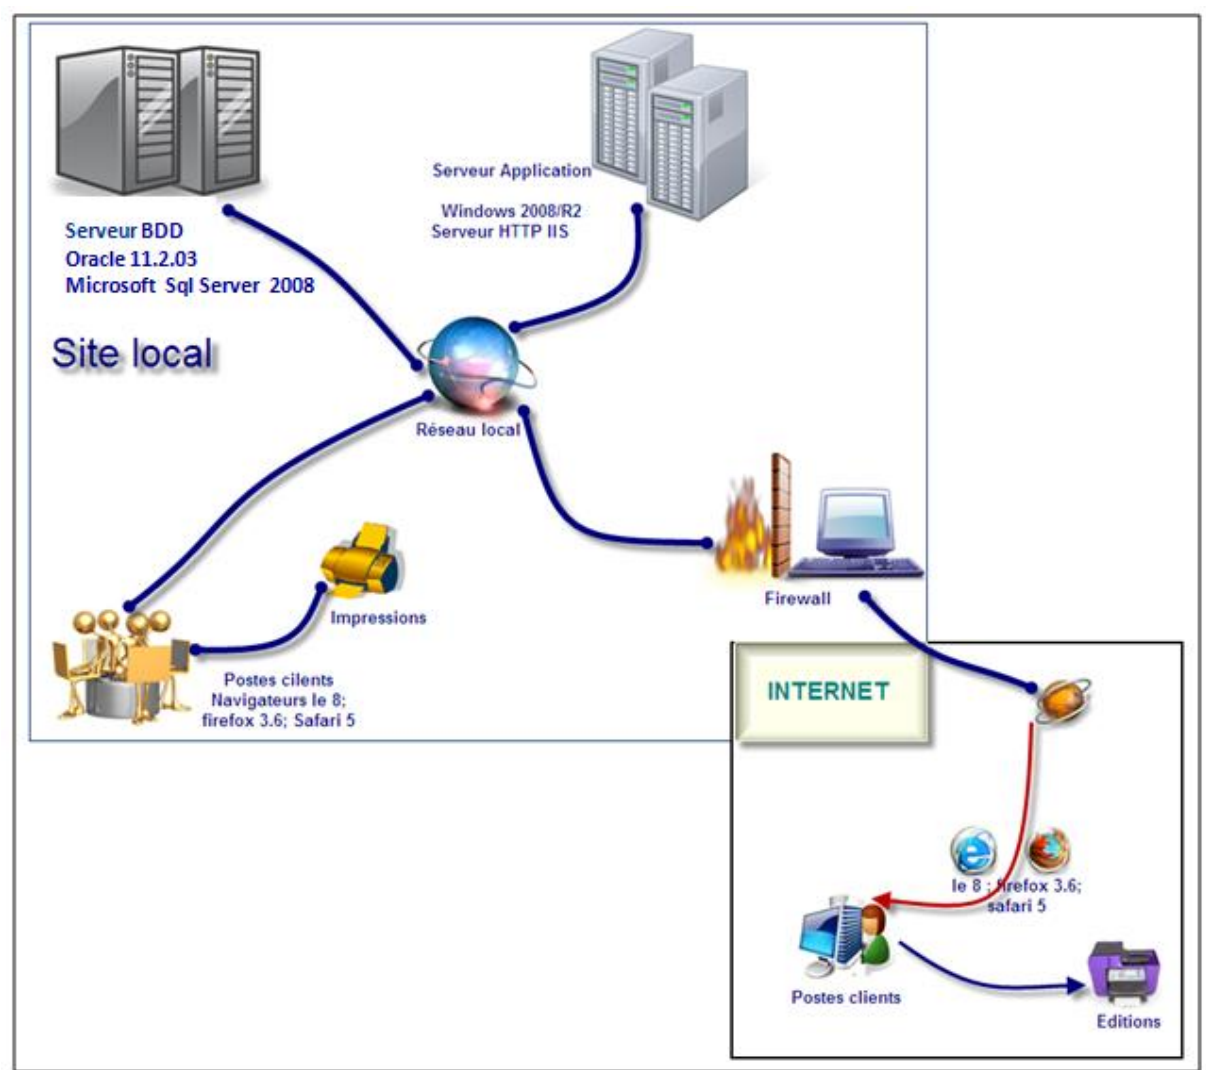 Serveur BDD
Oracle 11.2.03
Microsoft Sql Server 2008
Serveur Application
Windows 2008/R2
Serveur HTTP IIS
Site local
Réseau local
Impressions
Firewall
Postes cilents
Navigateurs le 8;
firefox 3.6; Safari 5
INTERNET
le 8 ; firefox 3.6;
safari 5
Postes clients
Editions